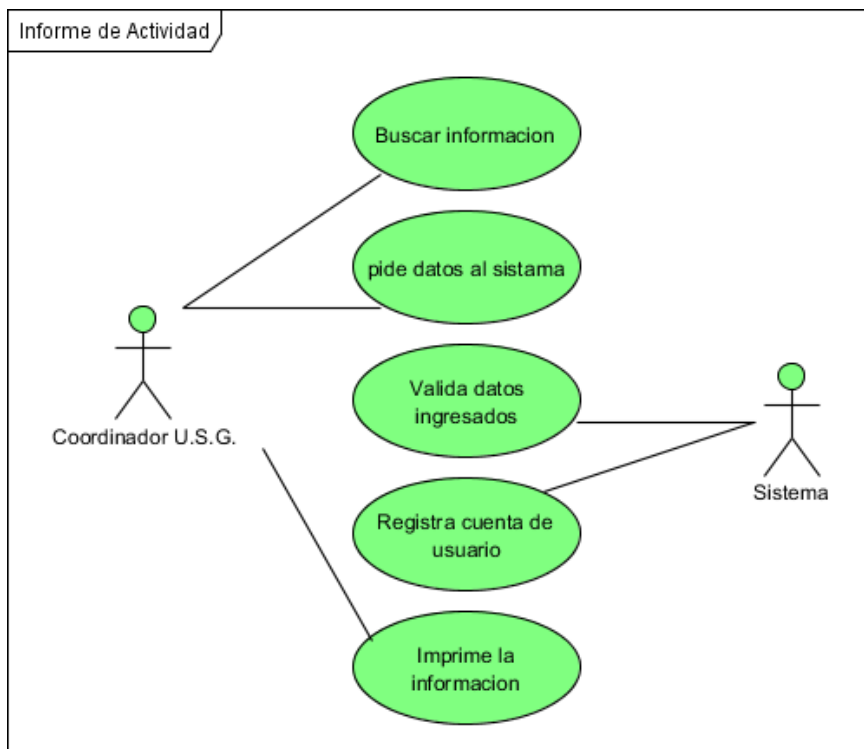 Informe de Actividad
Buscar informacion
pide datos al sistama
Valida datos
ingresados
Coordinador U.S.G.
Sistema
Registra cuenta de
usuario
Imprime la
informacion